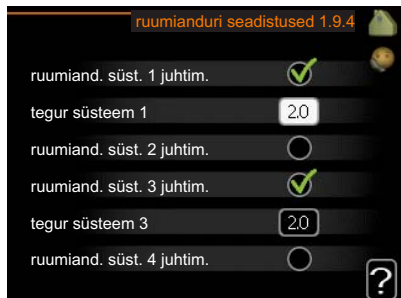 ruumianduri seadistused 1.9.4
ruumiand. süst. 1 juhtim.
tegur süsteem 1 2.0
ruumiand. süst. 2 juhtim.
ruumiand. süst. 3 juhtim.
tegur süsteem 3 2.0
ruumiand. süst. 4 juhtim.
?